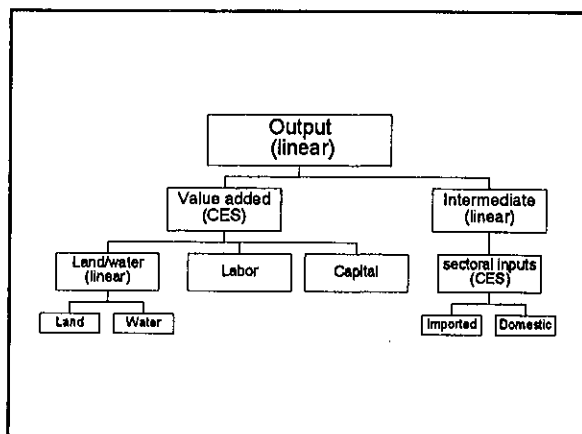 Output
(linear)
Value added
(CES)
Intermediate
(linear)
Land/water
(linear)
Labor
Capital
sectoral inputs
(CES)
Land
Water
Imported
Domestic